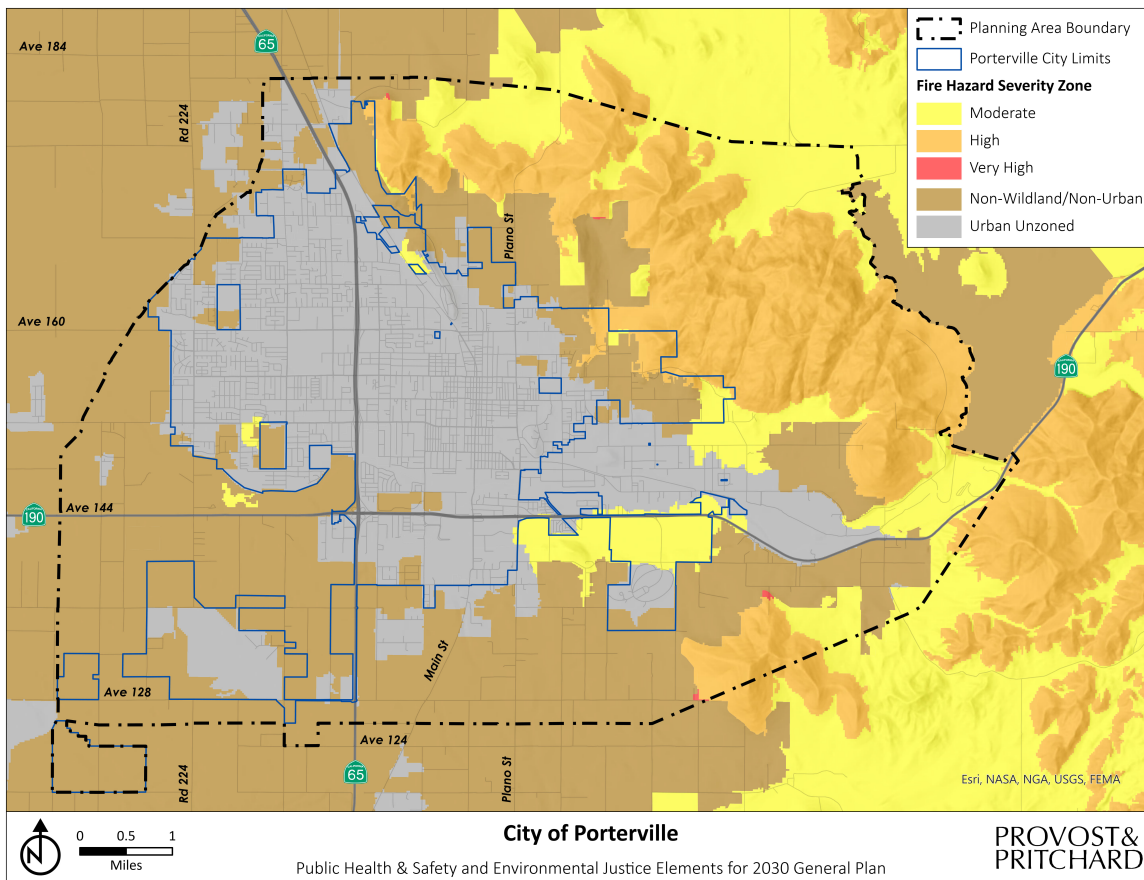 Ave 184
65
Rd 224
Plano St
Ave 160
190
190
Ave 144
Main St
Ave 128
Ave 124
65
Rd 224
Plano St
Planning Area Boundary
Porterville City Limits
Fire Hazard Severity Zone
Moderate
High
Very High
Non-Wildland/Non-Urban
Urban Unzoned
Esri, NASA, NGA, USGS, FEMA
N
0 0.5 1
Miles
City of Porterville
Public Health & Safety and Environmental Justice Elements for 2030 General Plan
PROVOST&
PRITCHARD